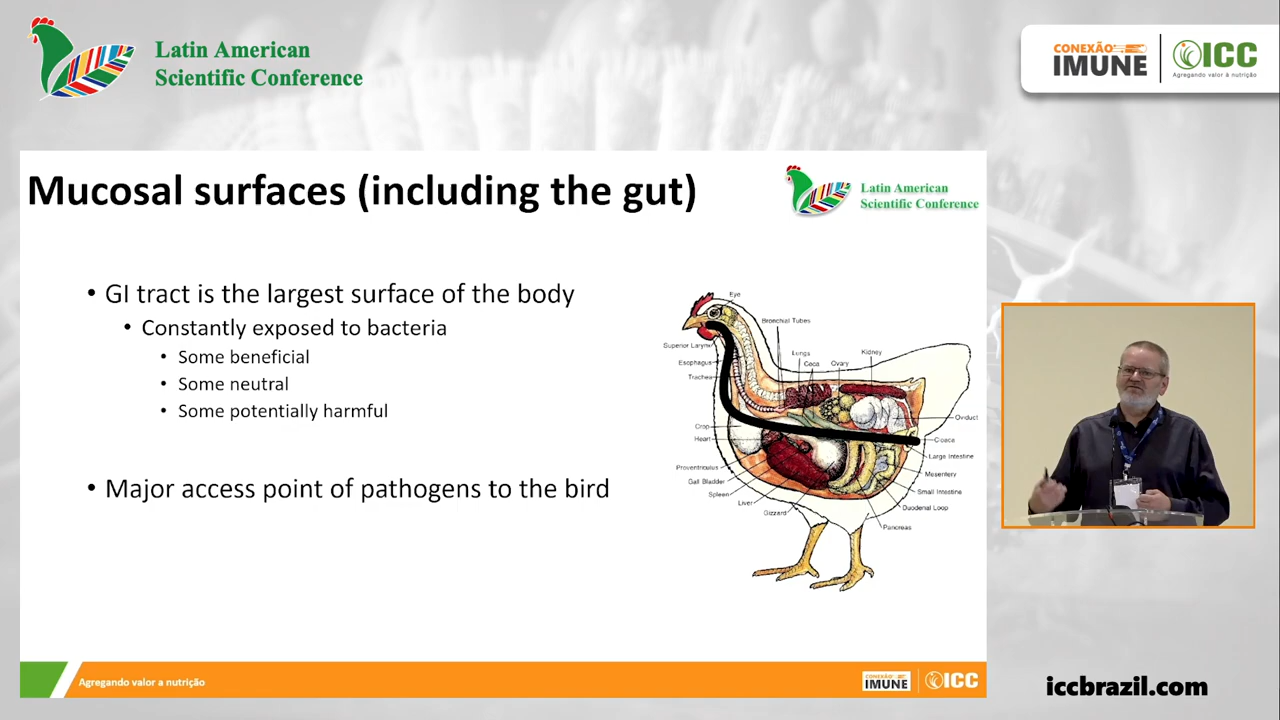 Latin American
Scientific Conference
CONEXÃO
IMUNE
ICC
Agregando valor à nutrição
Mucosal surfaces (including the gut)
Latin American
Scientific Conference
• GI tract is the largest surface of the body
• Constantly exposed to bacteria
• Some beneficial
• Some neutral
• Some potentially harmful
• Major access point of pathogens to the bird
Eye
Bronchial Tubes
Superior Larynx
Lungs
Ceca
Ovary
Kidney
Esophagus
Trachea
Oviduct
Crop
Heart
Cloaca
Large Intestine
Proventriculus
Mesentery
Gall Bladder
Spleen
Small Intestine
Liver
Duodenal Loop
Gizzard
Pancreas
Agregando valor a nutrição
CONEXÃO
IMUNE
ICC
iccbrazil.com